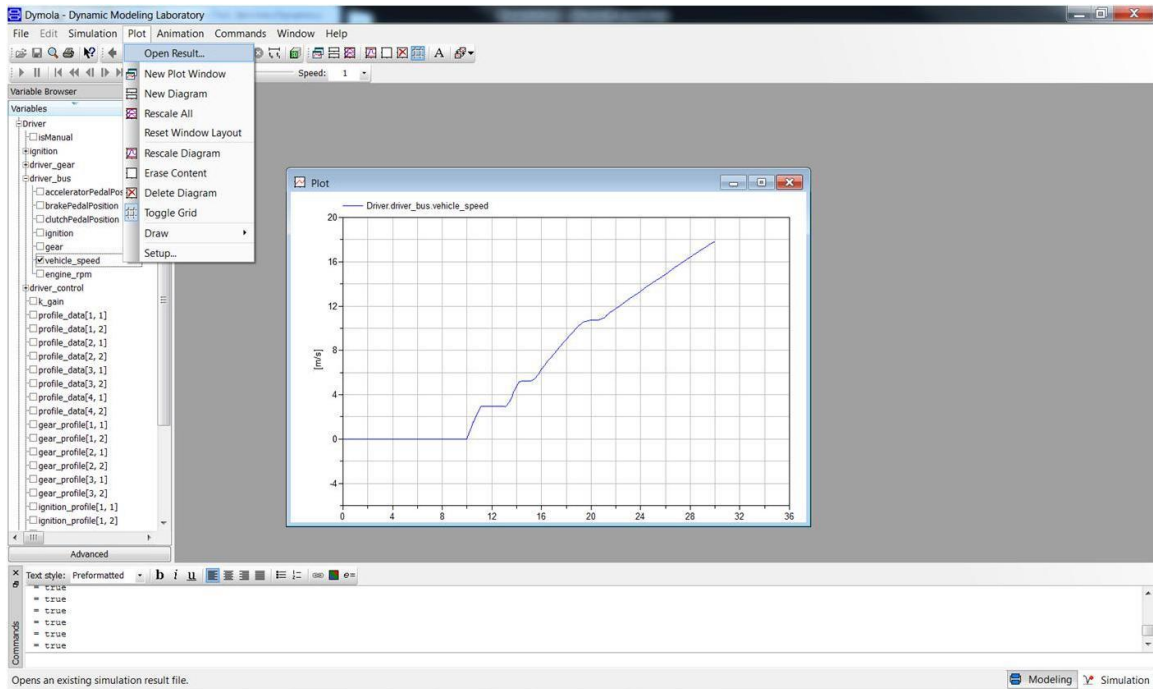 Dymola - Dynamic Modeling Laboratory
File Edit Simulation Plot Animation Commands Window Help
Speed: 1
Open Result...
New Plot Window
New Diagram
Rescale All
Reset Window Layout
Rescale Diagram
Erase Content
Delete Diagram
Toggle Grid
Draw
Setup...
Variable Browser
Variables
Driver
isManual
ignition
driver_gear
driver_bus
acceleratorPedalPos
brakePedalPosition
clutchPedalPosition
ignition
gear
vehicle_speed
engine_rpm
driver_control
k_gain
profile_data[1, 1]
profile_data[1, 2]
profile_data[2, 1]
profile_data[2, 2]
profile_data[3, 1]
profile_data[3, 2]
profile_data[4, 1]
profile_data[4, 2]
gear_profile[1, 1]
gear_profile[1, 2]
gear_profile[2, 1]
gear_profile[2, 2]
gear_profile[3, 1]
gear_profile[3, 2]
ignition_profile[1, 1]
ignition_profile[1, 2]
Advanced
Plot
Driver.driver_bus.vehicle_speed
20
16
12
8
4
0
-4
[m/s]
0 4 8 12 16 20 24 28 32 36
Text style: Preformatted b i u e=
= true
= true
= true
= true
= true
= true
Commands
Opens an existing simulation result file.
Modeling Simulation